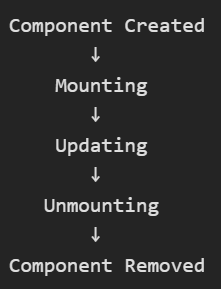 Component Created
↓
Mounting
↓
Updating
↓
Unmounting
↓
Component Removed